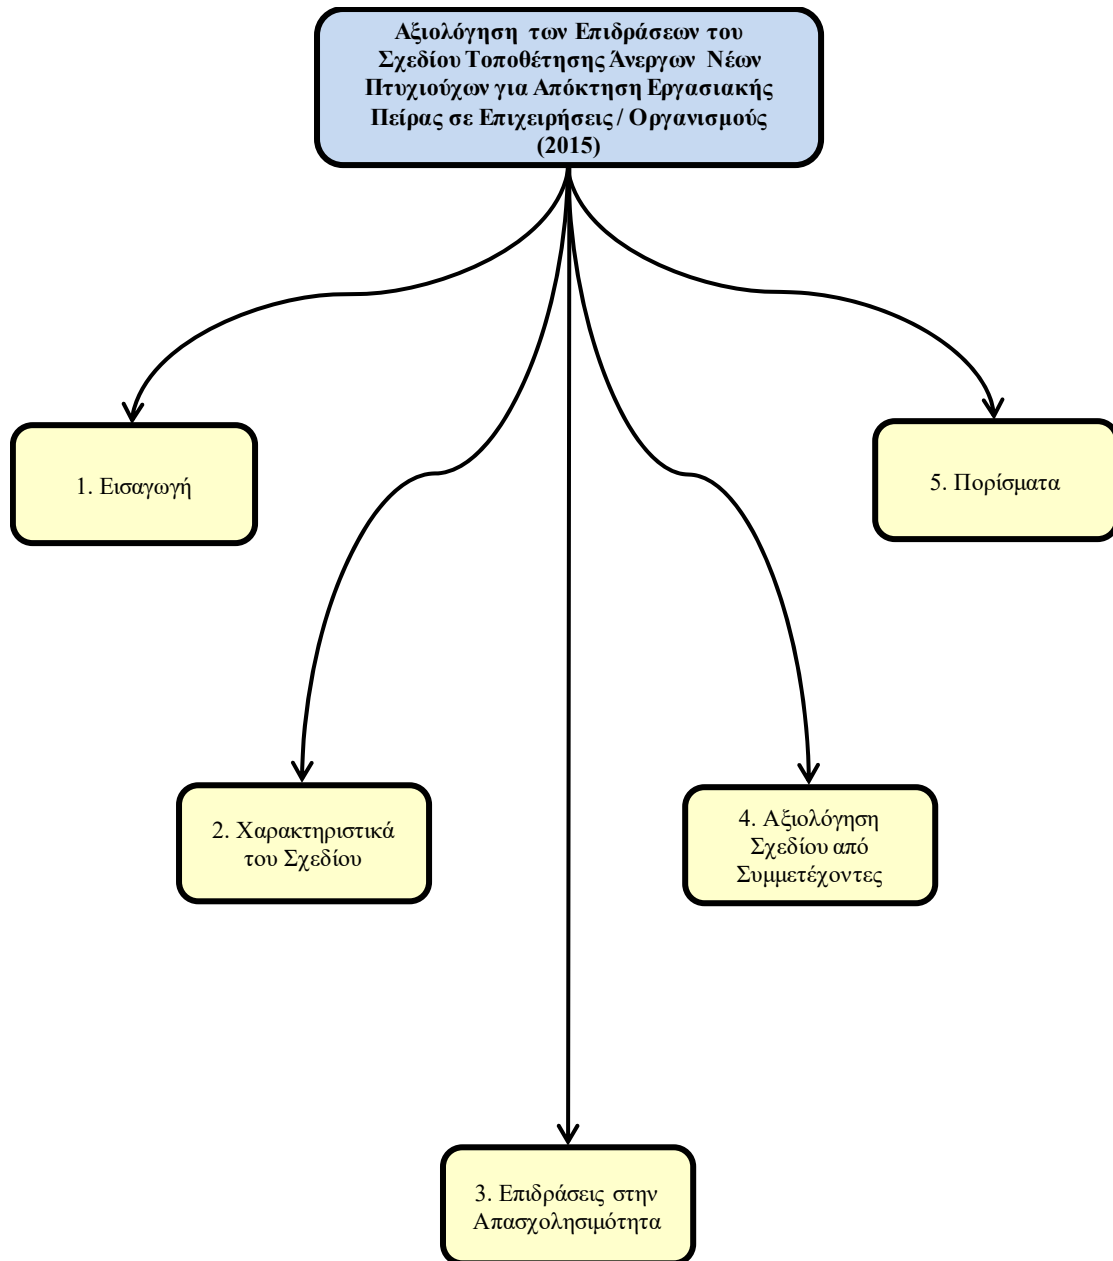 Αξιολόγηση των Επιδράσεων του
Σχεδίου Τοποθέτησης Άνεργων Νέων
Πτυχιούχων για Απόκτηση Εργασιακής
Πείρας σε Επιχειρήσεις / Οργανισμούς
(2015)
1. Εισαγωγή
2. Χαρακτηριστικά
του Σχεδίου
3. Επιδράσεις στην
Απασχολησιμότητα
4. Αξιολόγηση
Σχεδίου από
Συμμετέχοντες
5. Πορίσματα